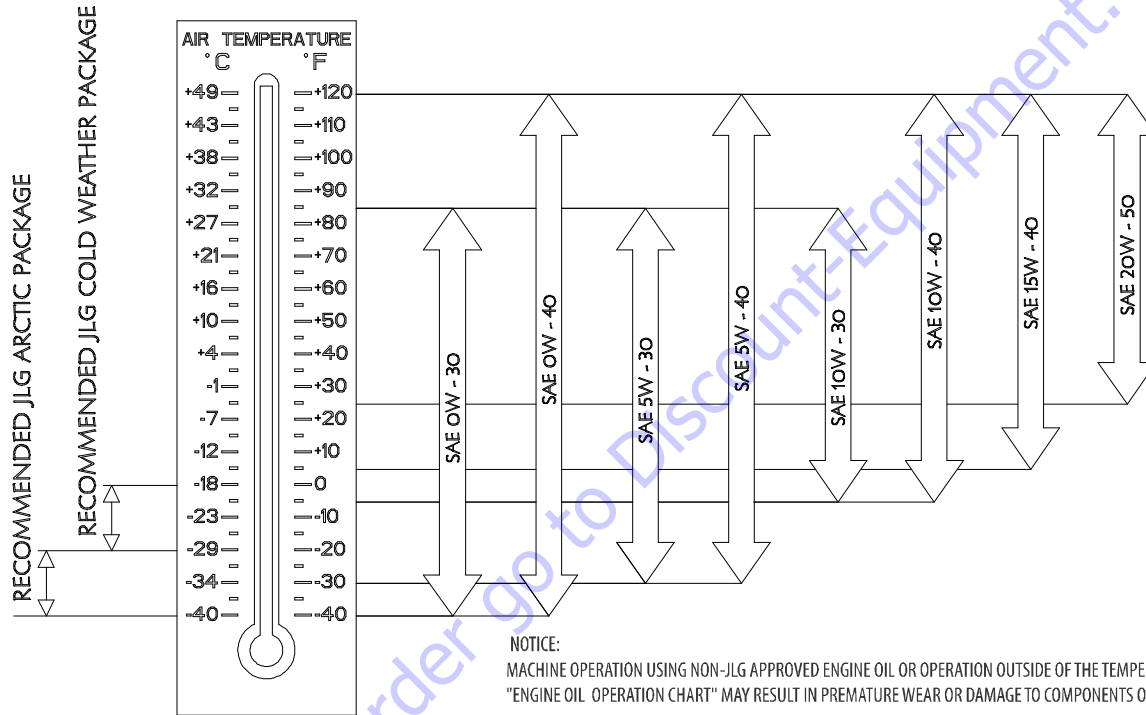 RECOMMENDED JLG ARCTIC PACKAGE
RECOMMENDED JLG COLD WEATHER PACKAGE
AIR TEMPERATURE
°C °F
+49 +120
+43 +110
+38 +100
+32 +90
+27 +80
+21 +70
+16 +60
+10 +50
+4 +40
-1 +30
-7 +20
-12 +10
-18 0
-23 -10
-29 -20
-34 -30
-40 -40
SAE 0W - 30
SAE 0W - 40
SAE 5W - 30
SAE 5W - 40
SAE 10W - 30
SAE 10W - 40
SAE 15W - 40
SAE 20W - 50
NOTICE:
MACHINE OPERATION USING NON-JLG APPROVED ENGINE OIL OR OPERATION OUTSIDE OF THE TEMPE
"ENGINE OIL OPERATION CHART" MAY RESULT IN PREMATURE WEAR OR DAMAGE TO COMPONENTS O
rder go to Discount-Equipment.